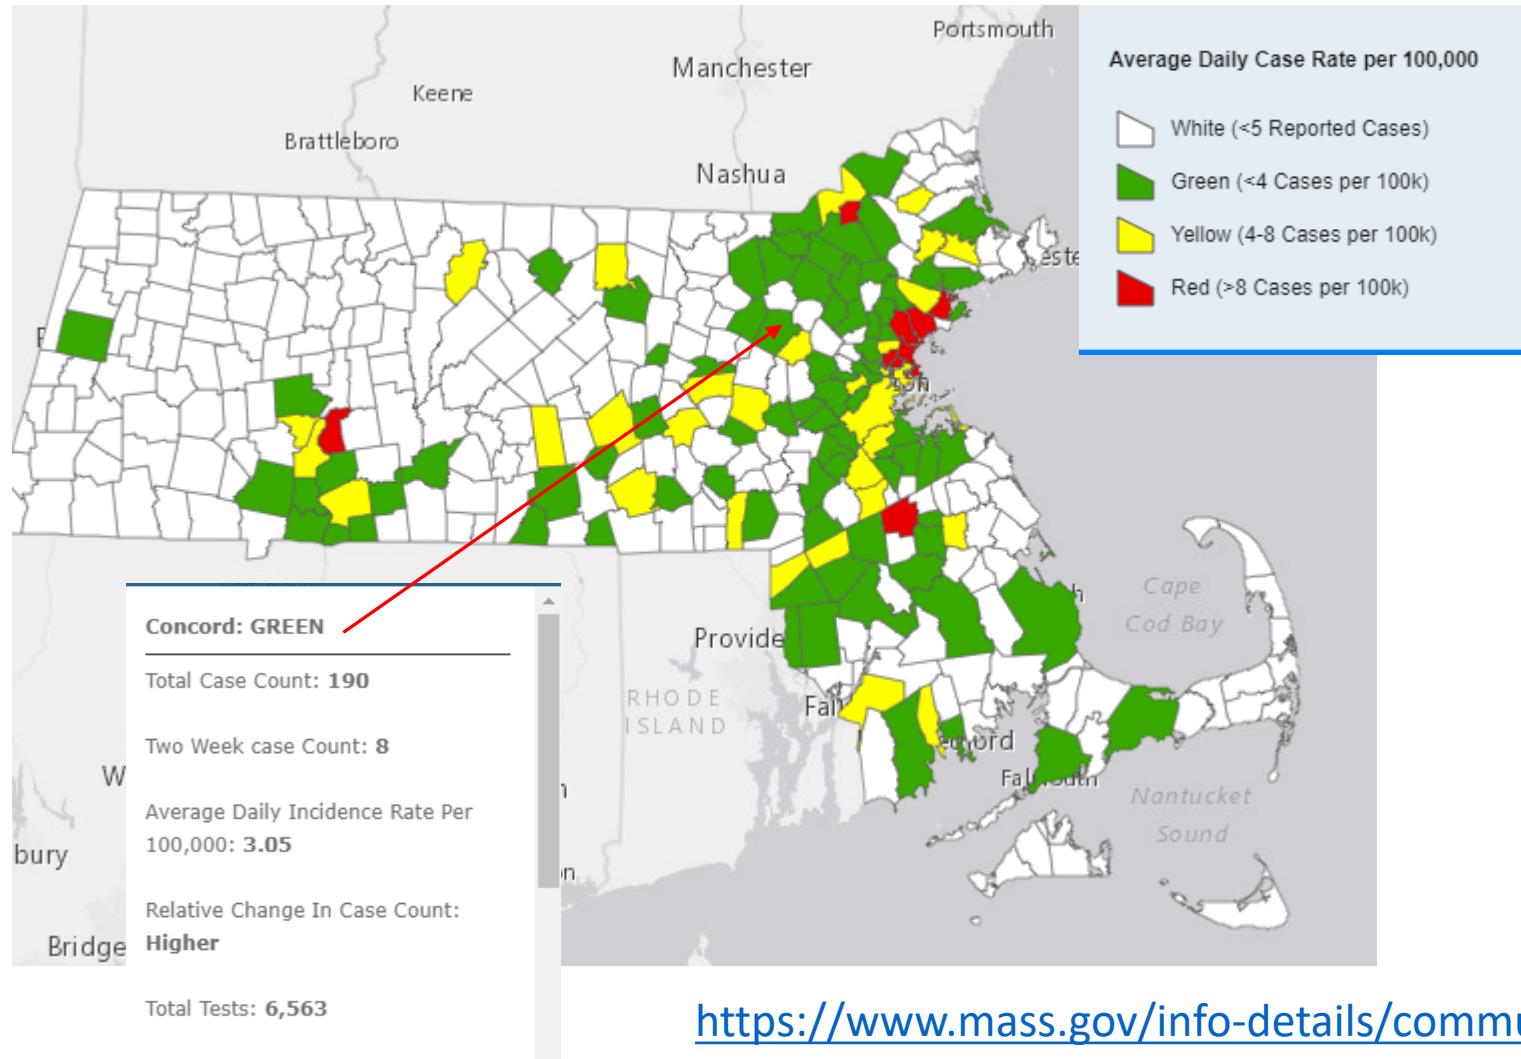 Portsmouth
Manchester
Keene
Brattleboro
Nashua
Average Daily Case Rate per 100,000
White (<5 Reported Cases)
Green (<4 Cases per 100k)
Yellow (4-8 Cases per 100k)
Red (>8 Cases per 100k)
Concord: GREEN
Total Case Count: 190
Two Week case Count: 8
Average Daily Incidence Rate Per
100,000: 3.05
Relative Change In Case Count:
Higher
Total Tests: 6,563
Provide
RHODE
ISLAND
Fall
edford
Falmouth
Cape
Cod Bay
Nantucket
Sound
W
bury
Bridge
https://www.mass.gov/info-details/commu